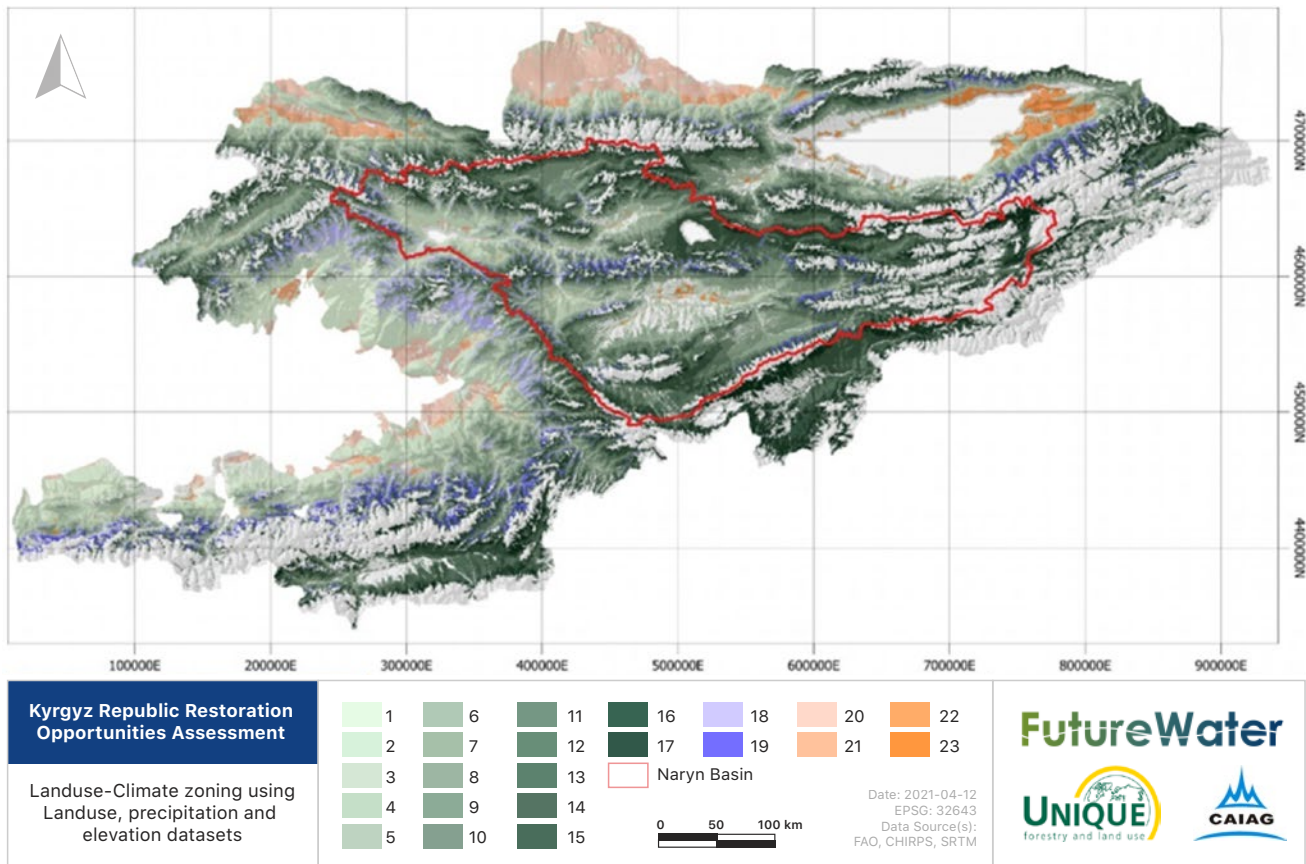 4700000N
4600000N
4500000N
4400000N
100000E 200000E 300000E 400000E 500000E 600000E 700000E 800000E 900000E
Kyrgyz Republic Restoration
Opportunities Assessment
Landuse-Climate zoning using
Landuse, precipitation and
elevation datasets
1 6 11 16 18 20 22
2 7 12 17 19 21 23
3 8 13 Naryn Basin
4 9 14
5 10 15
0 50 100 km
Date: 2021-04-12
EPSG: 32643
Data Source(s):
FAO, CHIRPS, SRTM
FutureWater
UNIQUE
forestry and land use
CAIAG